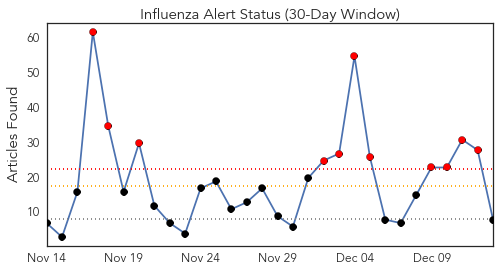 Influenza Alert Status (30-Day Window)
Articles Found
60
50
40
30
20
10
Nov 14 Nov 19 Nov 24 Nov 29 Dec 04 Dec 09